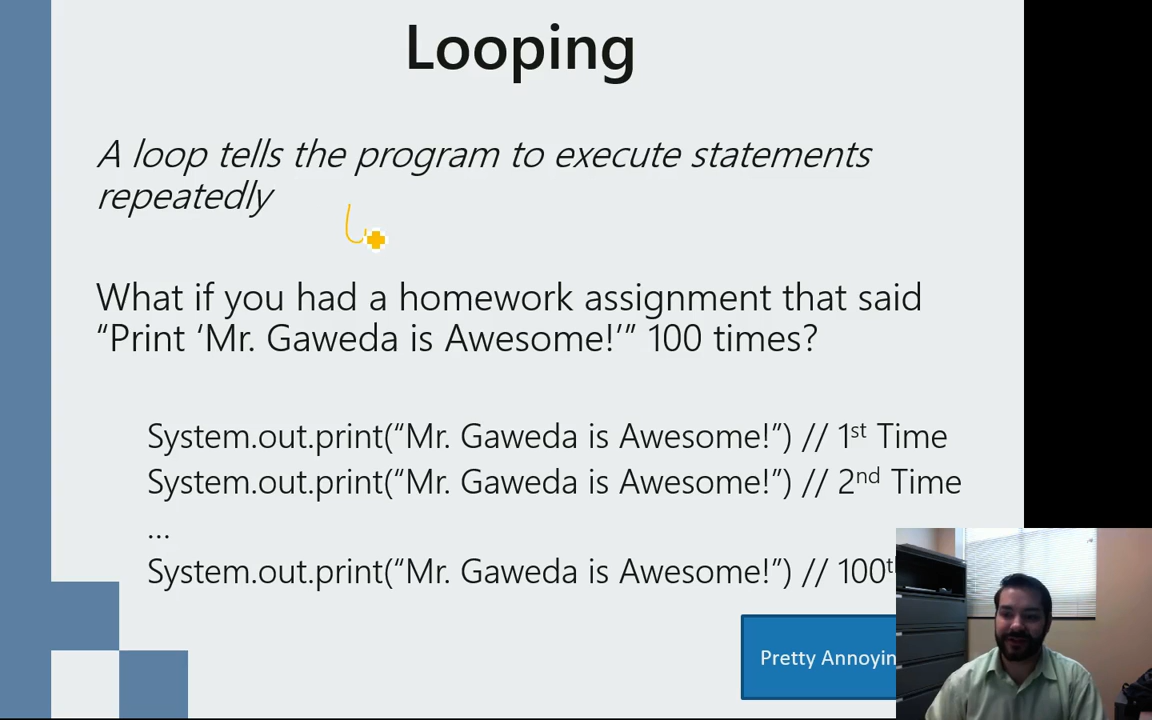 Looping
A loop tells the program to execute statements
repeatedly
What if you had a homework assignment that said
“Print ‘Mr. Gaweda is Awesome!’” 100 times?
System.out.print(“Mr. Gaweda is Awesome!”) // 1st Time
System.out.print(“Mr. Gaweda is Awesome!”) // 2nd Time
...
System.out.print(“Mr. Gaweda is Awesome!”) // 100t
Pretty Annoyin